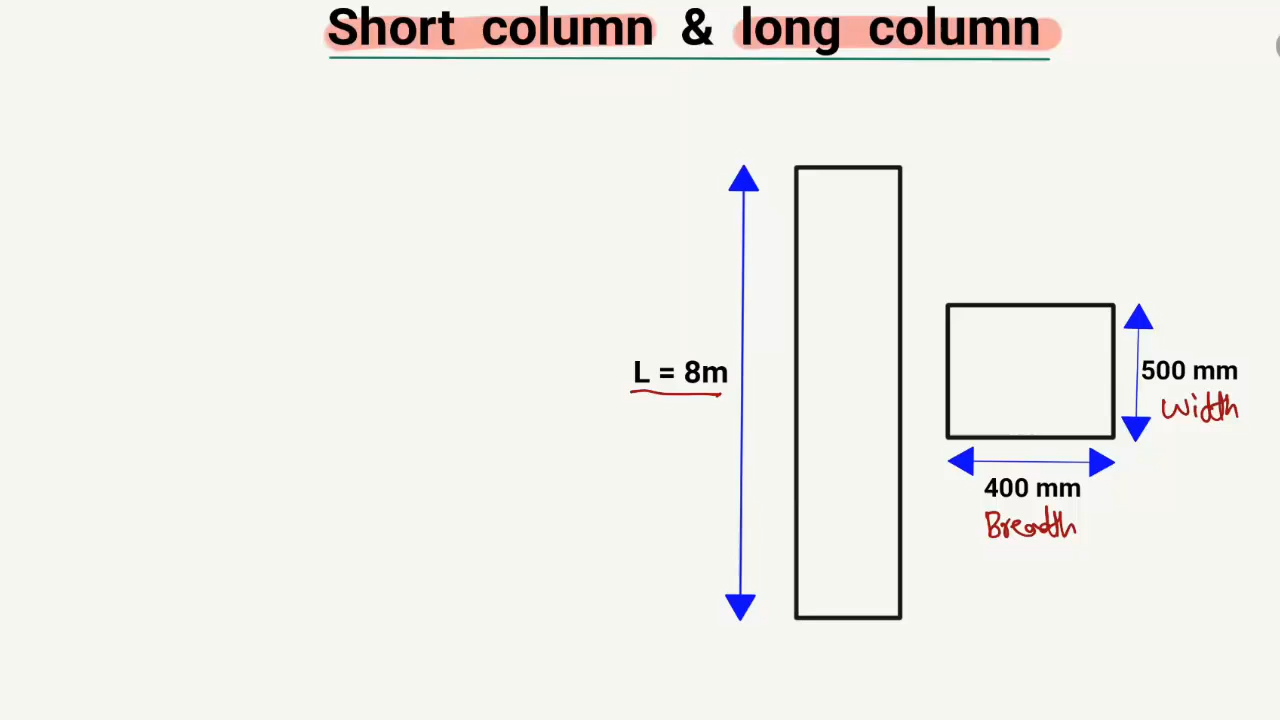 Short column & long column
L = 8m
500 mm
Width
400 mm
Breadth